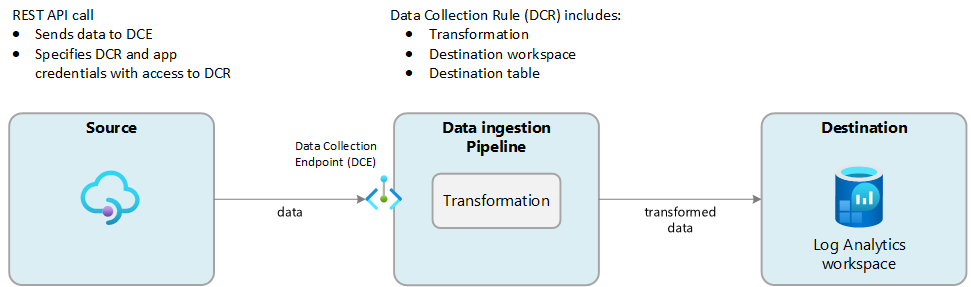 REST API call
● Sends data to DCE
● Specifies DCR and app
credentials with access to DCR
Data Collection Rule (DCR) includes:
● Transformation
● Destination workspace
● Destination table
Source
Data Collection
Endpoint (DCE)
data
Data ingestion
Pipeline
Transformation
transformed
data
Destination
Log Analytics
workspace